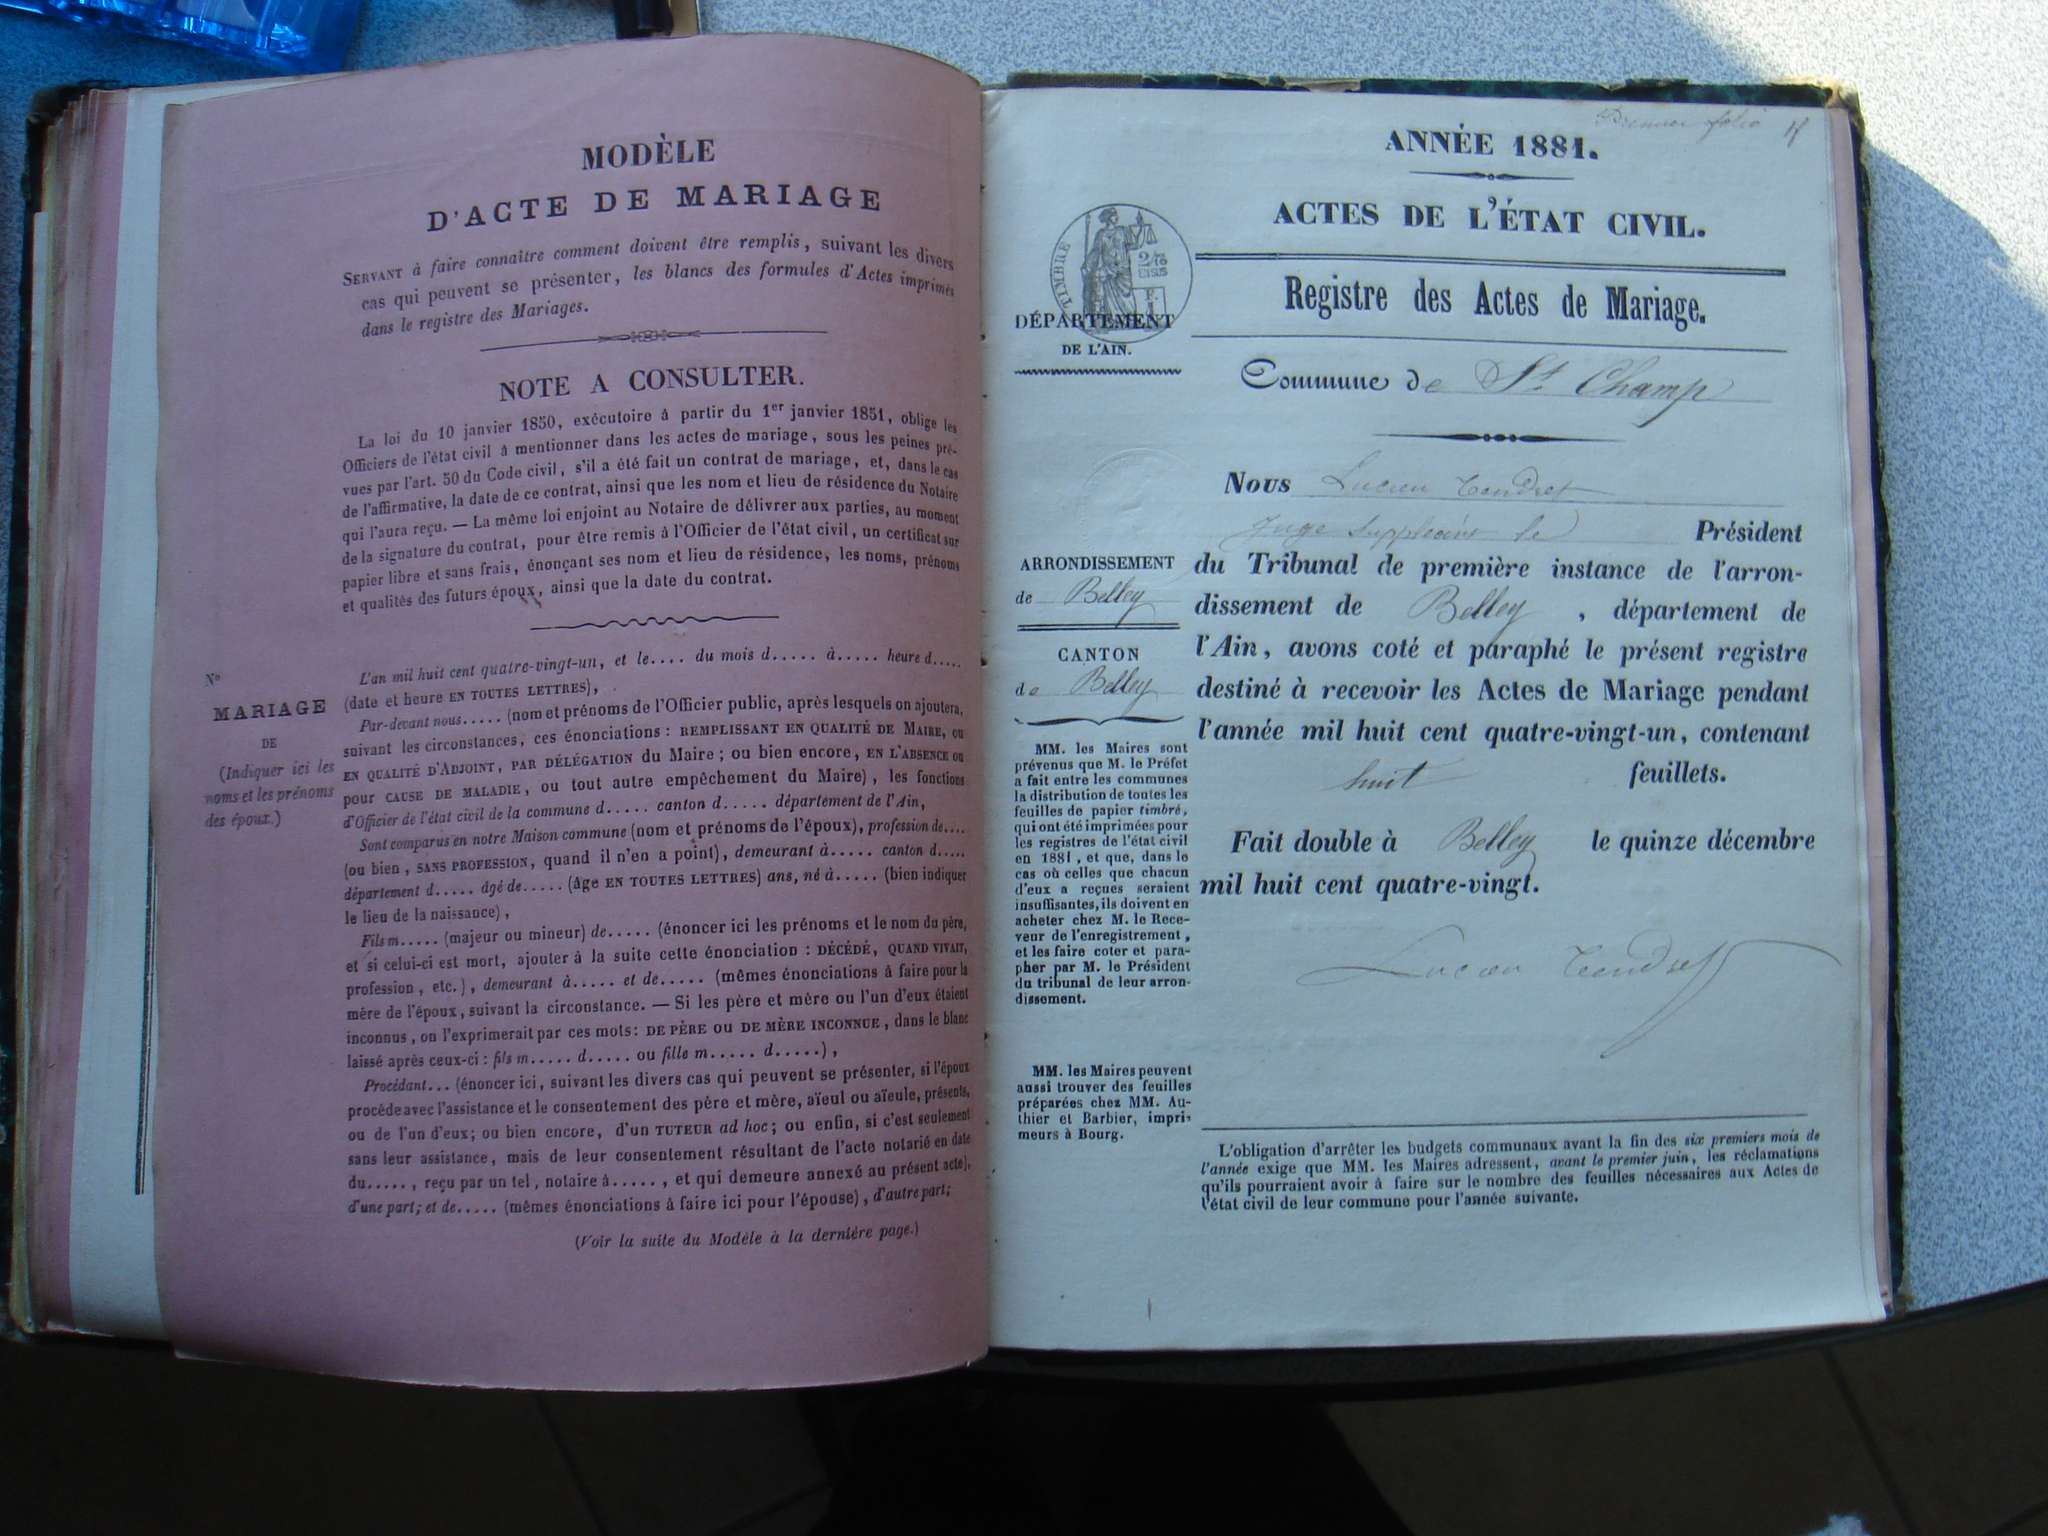 MODÈLE
D'ACTE DE MARIAGE
SERVANT à faire connaître comment doivent être remplis, suivant les divers
cas qui peuvent se présenter, les blancs des formules d'Actes imprimés
dans le registre des Mariages.
NOTE A CONSULTER.
La loi du 10 janvier 1850, exécutoire à partir du 1er janvier 1851, oblige les
Officiers de l'état civil à mentionner dans les actes de mariage, sous les peines pré-
vues par l'art. 50 du Code civil, s'il a été fait un contrat de mariage, et, dans le cas
de l'affirmative, la date de ce contrat, ainsi que les nom et lieu de résidence du Notaire
qui l'aura reçu. — La même loi enjoint au Notaire de délivrer aux parties, au moment
de la signature du contrat, pour être remis à l'Officier de l'état civil, un certificat sur
papier libre et sans frais, énonçant ses nom et lieu de résidence, les noms, prénoms
et qualités des futurs époux, ainsi que la date du contrat.
No
MARIAGE
DE
(Indiquer ici les
noms et les prénoms
des époux.)
L'an mil huit cent quatre-vingt-un, et le.... du mois d..... à..... heure d.....
(date et heure EN TOUTES LETTRES),
Par-devant nous..... (nom et prénoms de l'Officier public, après lesquels on ajoutera,
suivant les circonstances, ces énonciations : REMPLISSANT EN QUALITÉ DE MAIRE, ou
EN QUALITÉ D'ADJOINT, PAR DÉLÉGATION du Maire ; ou bien encore, EN L'ABSENCE ou
pour CAUSE DE MALADIE, ou tout autre empêchement du Maire), les fonctions
d'Officier de l'état civil de la commune d..... canton d..... département de l'Ain,
Sont comparus en notre Maison commune (nom et prénoms de l'époux), profession de....
(ou bien, SANS PROFESSION, quand il n'en a point), demeurant à..... canton d.....
département d..... âgé de..... (âge EN TOUTES LETTRES) ans, né à..... (bien indiquer
le lieu de la naissance),
Fils m..... (majeur ou mineur) de..... (énoncer ici les prénoms et le nom du père,
et si celui-ci est mort, ajouter à la suite cette énonciation : DÉCÉDÉ, QUAND VIVAIT,
profession, etc.), demeurant à..... et de..... (mêmes énonciations à faire pour la
mère de l'époux, suivant la circonstance. — Si les père et mère ou l'un d'eux étaient
inconnus, on l'exprimerait par ces mots : DE PÈRE OU DE MÈRE INCONNUE, dans le blanc
laissé après ceux-ci : fils m..... d..... ou fille m..... d.....),
Procédant... (énoncer ici, suivant les divers cas qui peuvent se présenter, si l'époux
procède avec l'assistance et le consentement des père et mère, aïeul ou aïeule, présents,
ou de l'un d'eux; ou bien encore, d'un TUTEUR ad hoc; ou enfin, si c'est seulement
sans leur assistance, mais de leur consentement résultant de l'acte notarié en date
du....., reçu par un tel, notaire à....., et qui demeure annexé au présent acte),
d'une part; et de..... (mêmes énonciations à faire ici pour l'épouse), d'autre part;
(Voir la suite du Modèle à la dernière page.)
Premier folio
ANNÉE 1881.
ACTES DE L'ÉTAT CIVIL.
TIMBRE
DÉPARTEMENT
DE L'AIN.
Registre des Actes de Mariage.
Commune de St Champ
Nous Lucien Tendret
Juge suppléant le Président
du Tribunal de première instance de l'arron-
dissement de Belley, département de
l'Ain, avons coté et paraphé le présent registre
destiné à recevoir les Actes de Mariage pendant
l'année mil huit cent quatre-vingt-un, contenant
huit feuillets.
Fait double à Belley le quinze décembre
mil huit cent quatre-vingt.
Lucien Tendret
ARRONDISSEMENT
de Belley
CANTON
de Belley
MM. les Maires sont
prévenus que M. le Préfet
a fait entre les communes
la distribution de toutes les
feuilles de papier timbré,
qui ont été imprimées pour
les registres de l'état civil
en 1881, et que, dans le
cas où celles que chacun
d'eux a reçues seraient
insuffisantes, ils doivent en
acheter chez M. le Rece-
veur de l'enregistrement,
et les faire coter et para-
pher par M. le Président
du tribunal de leur arron-
dissement.
MM. les Maires peuvent
aussi trouver des feuilles
préparées chez MM. Au-
thier et Barbier, impri-
meurs à Bourg.
L'obligation d'arrêter les budgets communaux avant la fin des six premiers mois de
l'année exige que MM. les Maires adressent, avant le premier juin, les réclamations
qu'ils pourraient avoir à faire sur le nombre des feuilles nécessaires aux Actes de
l'état civil de leur commune pour l'année suivante.